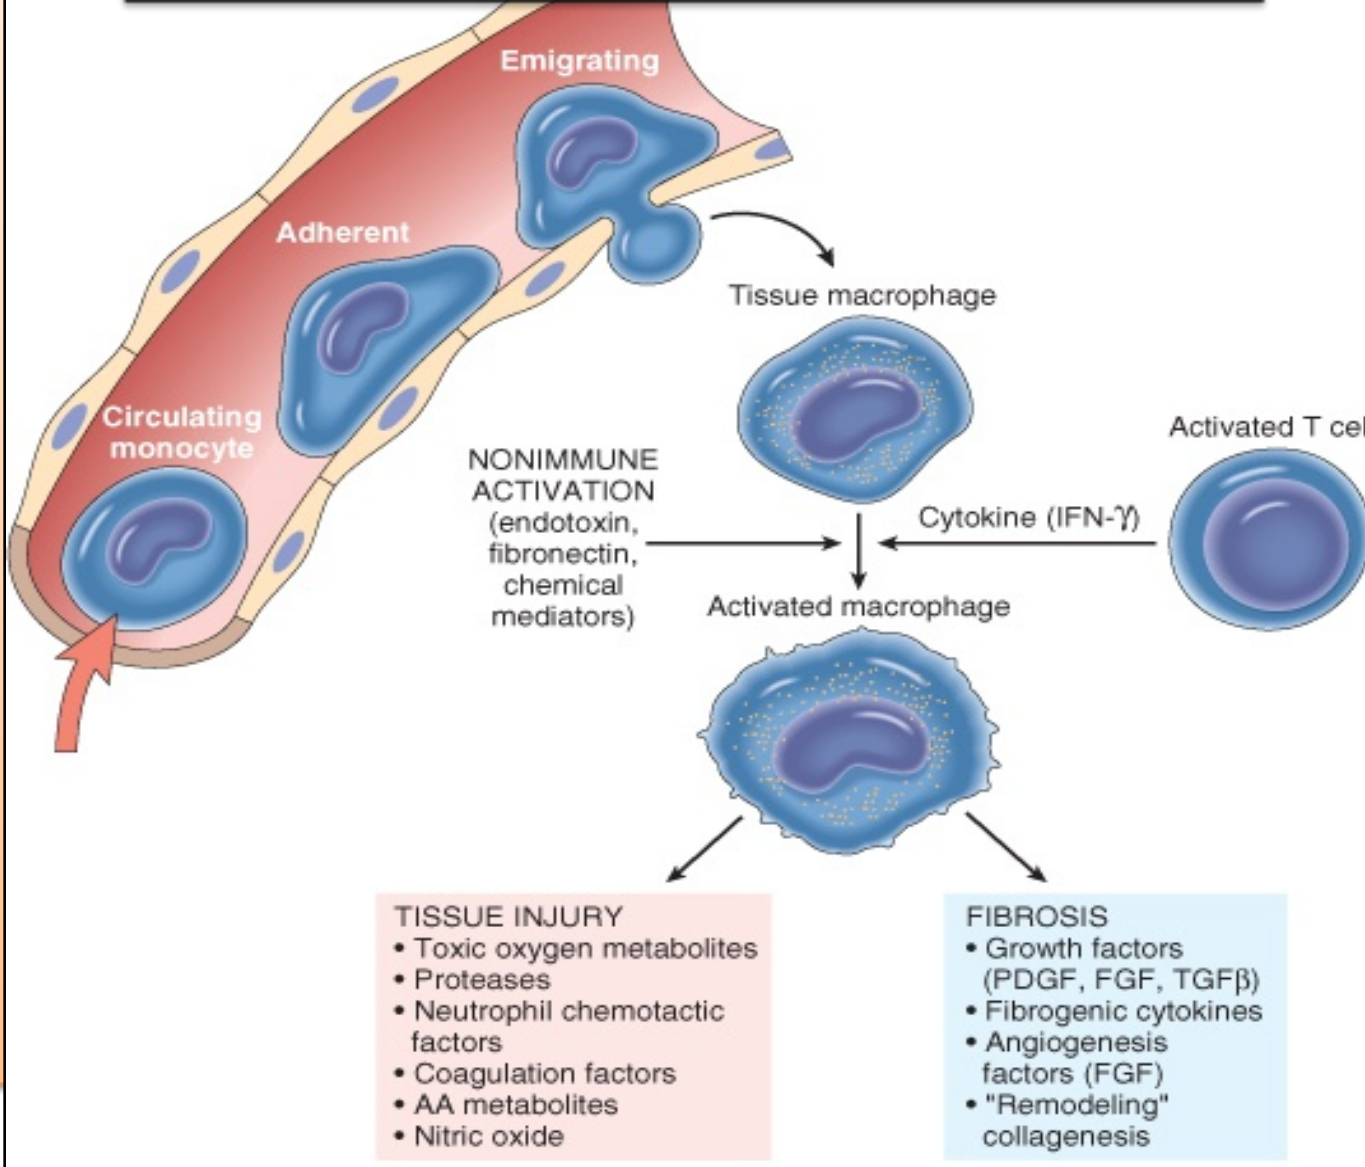 Emigrating
Adherent
Circulating
monocyte
Tissue macrophage
Activated T cel
NONIMMUNE
ACTIVATION
(endotoxin,
fibronectin,
chemical
mediators)
Cytokine (IFN-γ)
Activated macrophage
TISSUE INJURY
• Toxic oxygen metabolites
• Proteases
• Neutrophil chemotactic
factors
• Coagulation factors
• AA metabolites
• Nitric oxide
FIBROSIS
• Growth factors
(PDGF, FGF, TGFβ)
• Fibrogenic cytokines
• Angiogenesis
factors (FGF)
• "Remodeling"
collagenesis